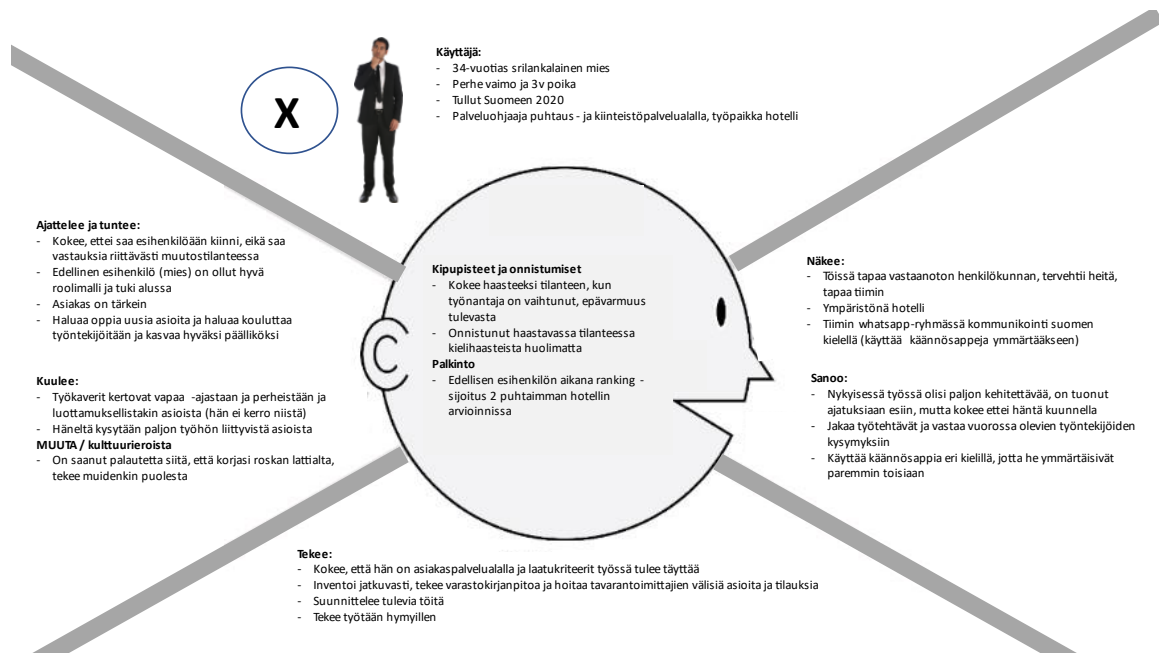 X
Käyttäjä:
- 34-vuotias srilankalainen mies
- Perhe vaimo ja 3v poika
- Tullut Suomeen 2020
- Palveluohjaaja puhtaus - ja kiinteistöpalvelualalla, työpaikka hotelli
Ajattelee ja tuntee:
- Kokee, ettei saa esihenkilöään kiinni, eikä saa
vastauksia riittävästi muutostilanteessa
- Edellinen esihenkilö (mies) on ollut hyvä
roolimalli ja tuki alussa
- Asiakas on tärkein
- Haluaa oppia uusia asioita ja haluaa kouluttaa
työntekijöitään ja kasvaa hyväksi päälliköksi
Kuulee:
- Työkaverit kertovat vapaa -ajastaan ja perheistään ja
luottamuksellistakin asioista (hän ei kerro niistä)
- Häneltä kysytään paljon työhön liittyvistä asioista
MUUTA / kulttuurieroista
- On saanut palautetta siitä, että korjasi roskan lattialta,
tekee muidenkin puolesta
Kipupisteet ja onnistumiset
- Kokee haasteeksi tilanteen, kun
työnantaja on vaihtunut, epävarmuus
tulevasta
- Onnistunut haastavassa tilanteessa
kielihaasteista huolimatta
Palkinto
- Edellisen esihenkilön aikana ranking -
sijoitus 2 puhtaimman hotellin
arvioinnissa
Näkee:
- Töissä tapaa vastaanoton henkilökunnan, tervehtii heitä,
tapaa tiimin
- Ympäristönä hotelli
- Tiimin whatsapp-ryhmässä kommunikointi suomen
kielellä (käyttää käännösappeja ymmärtääkseen)
Sanoo:
- Nykyisessä työssä olisi paljon kehitettävää, on tuonut
ajatuksiaan esiin, mutta kokee ettei häntä kuunnella
- Jakaa työtehtävät ja vastaa vuorossa olevien työntekijöiden
kysymyksiin
- Käyttää käännösappia eri kielillä, jotta he ymmärtäisivät
paremmin toisiaan
Tekee:
- Kokee, että hän on asiakaspalvelualalla ja laatukriteerit työssä tulee täyttää
- Inventoi jatkuvasti, tekee varastokirjanpitoa ja hoitaa tavarantoimittajien välisiä asioita ja tilauksia
- Suunnittelee tulevia töitä
- Tekee työtään hymyillen